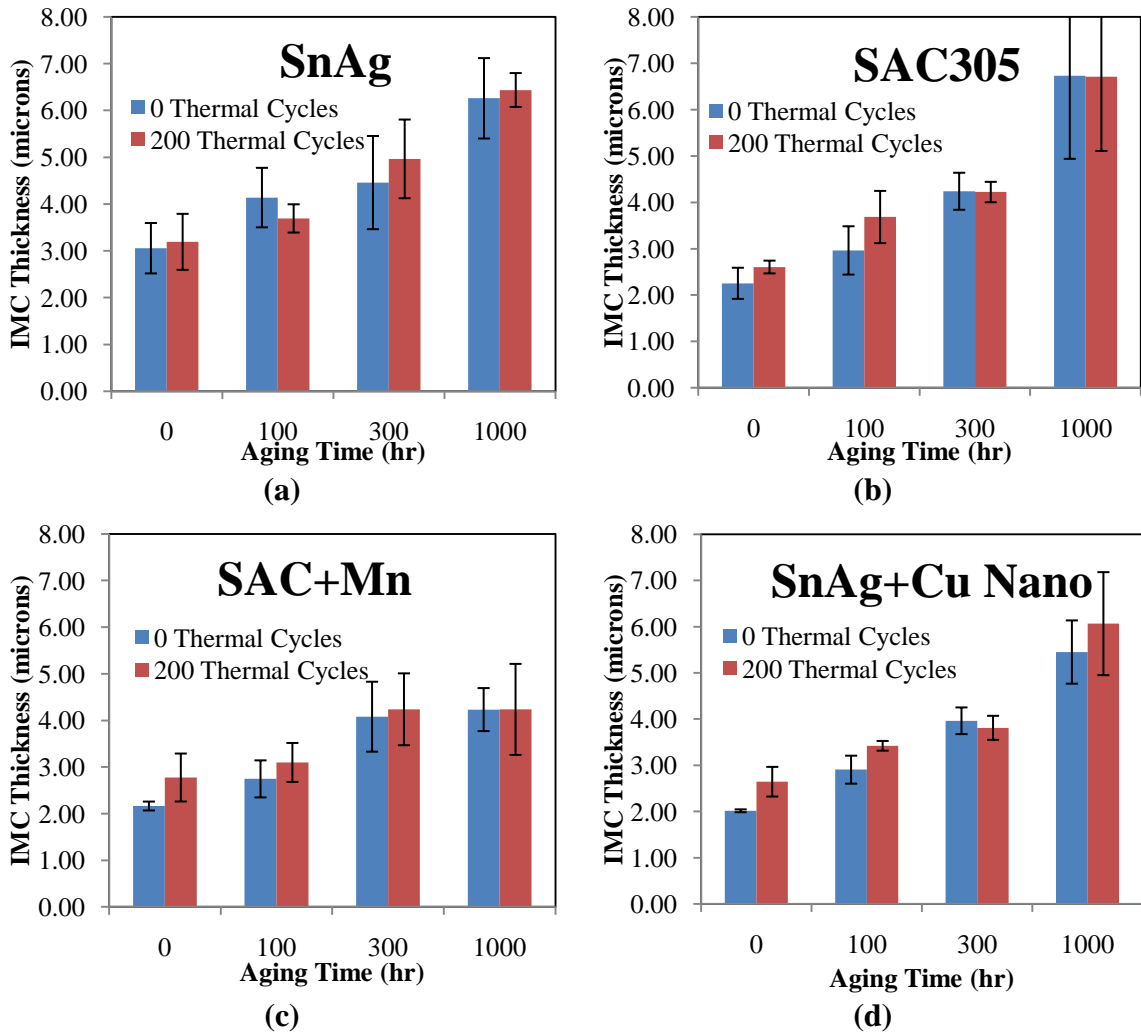 8.00
7.00
6.00
5.00
4.00
3.00
2.00
1.00
0.00
IMC Thickness (microns)
SnAg
0 Thermal Cycles
200 Thermal Cycles
0 100 300 1000
Aging Time (hr)
(a)
8.00
7.00
6.00
5.00
4.00
3.00
2.00
1.00
0.00
IMC Thickness (microns)
SAC305
0 Thermal Cycles
200 Thermal Cycles
0 100 300 1000
Aging Time (hr)
(b)
8.00
7.00
6.00
5.00
4.00
3.00
2.00
1.00
0.00
IMC Thickness (microns)
SAC+Mn
0 Thermal Cycles
200 Thermal Cycles
0 100 300 1000
Aging Time (hr)
(c)
8.00
7.00
6.00
5.00
4.00
3.00
2.00
1.00
0.00
IMC Thickness (microns)
SnAg+Cu Nano
0 Thermal Cycles
200 Thermal Cycles
0 100 300 1000
Aging Time (hr)
(d)